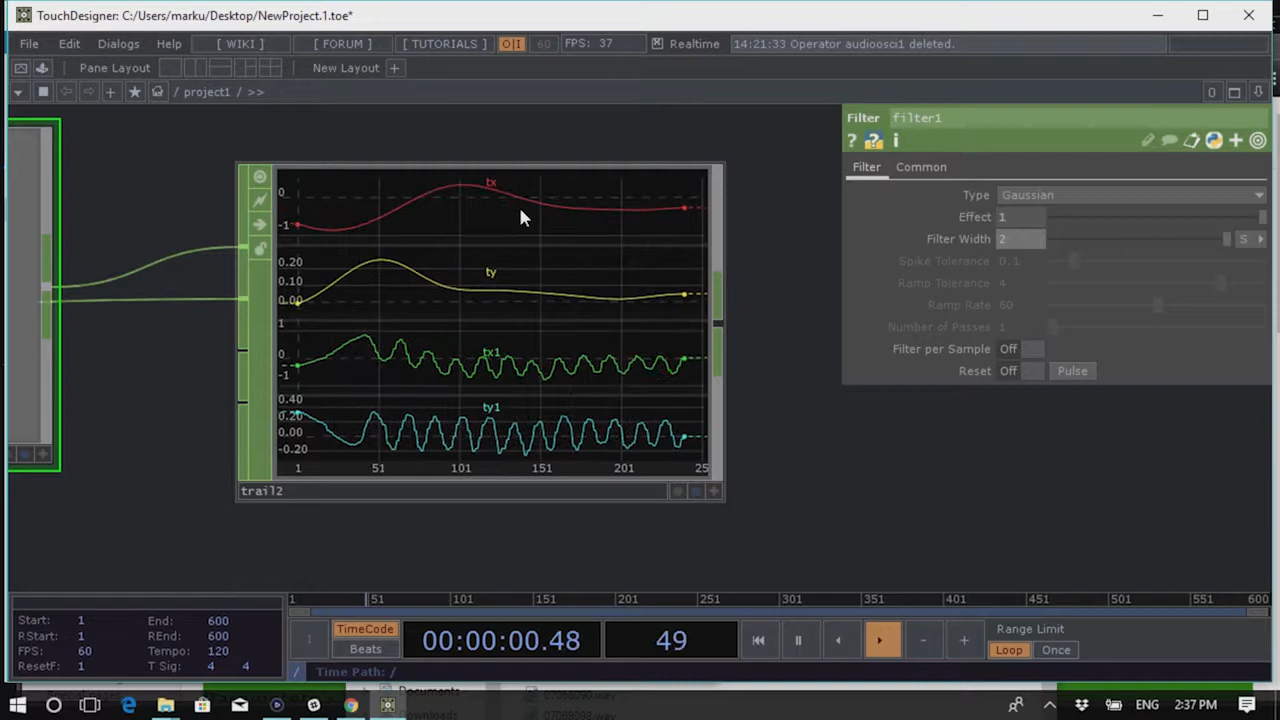 TouchDesigner: C:/Users/marku/Desktop/NewProject.1.toe*
File Edit Dialogs Help [ WIKI ] [ FORUM ] [ TUTORIALS ] O|I 60 FPS: 37 Realtime 14:21:33 Operator audioosci1 deleted.
Pane Layout New Layout +
/ project1 / >> 0
Filter filter1
? ? i
Filter Common
Type Gaussian
Effect 1
Filter Width 2 S
Spike Tolerance 0.1
Ramp Tolerance 4
Ramp Rate 60
Number of Passes 1
Filter per Sample Off
Reset Off Pulse
tx
0
-1
ty
0.20
0.10
0.00
tx1
1
0
-1
ty1
0.40
0.20
0.00
-0.20
1 51 101 151 201 25
trail2
1 51 101 151 201 251 301 351 401 451 501 551 600
Start: 1 End: 600
RStart: 1 REnd: 600
FPS: 60 Tempo: 120
ResetF: 1 T Sig: 4 4
TimeCode
Beats
00:00:00.48 49
Range Limit
Loop Once
/ Time Path: /
Documents
ENG 2:37 PM